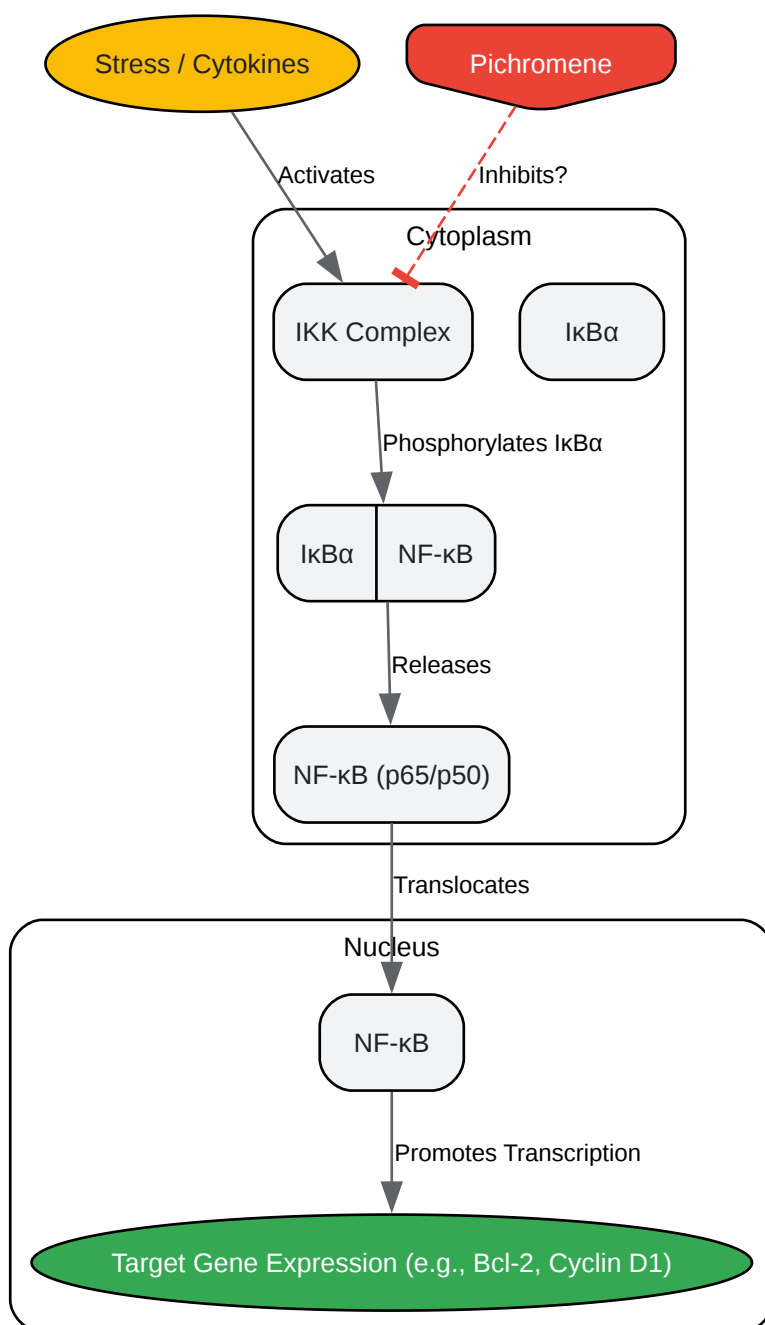 Stress / Cytokines
Pichromene
Activates
Inhibits?
Cytoplasm
IKK Complex
IκBα
Phosphorylates IκBα
IκBα
NF-κB
Releases
NF-κB (p65/p50)
Translocates
Nucleus
NF-κB
Promotes Transcription
Target Gene Expression (e.g., Bcl-2, Cyclin D1)